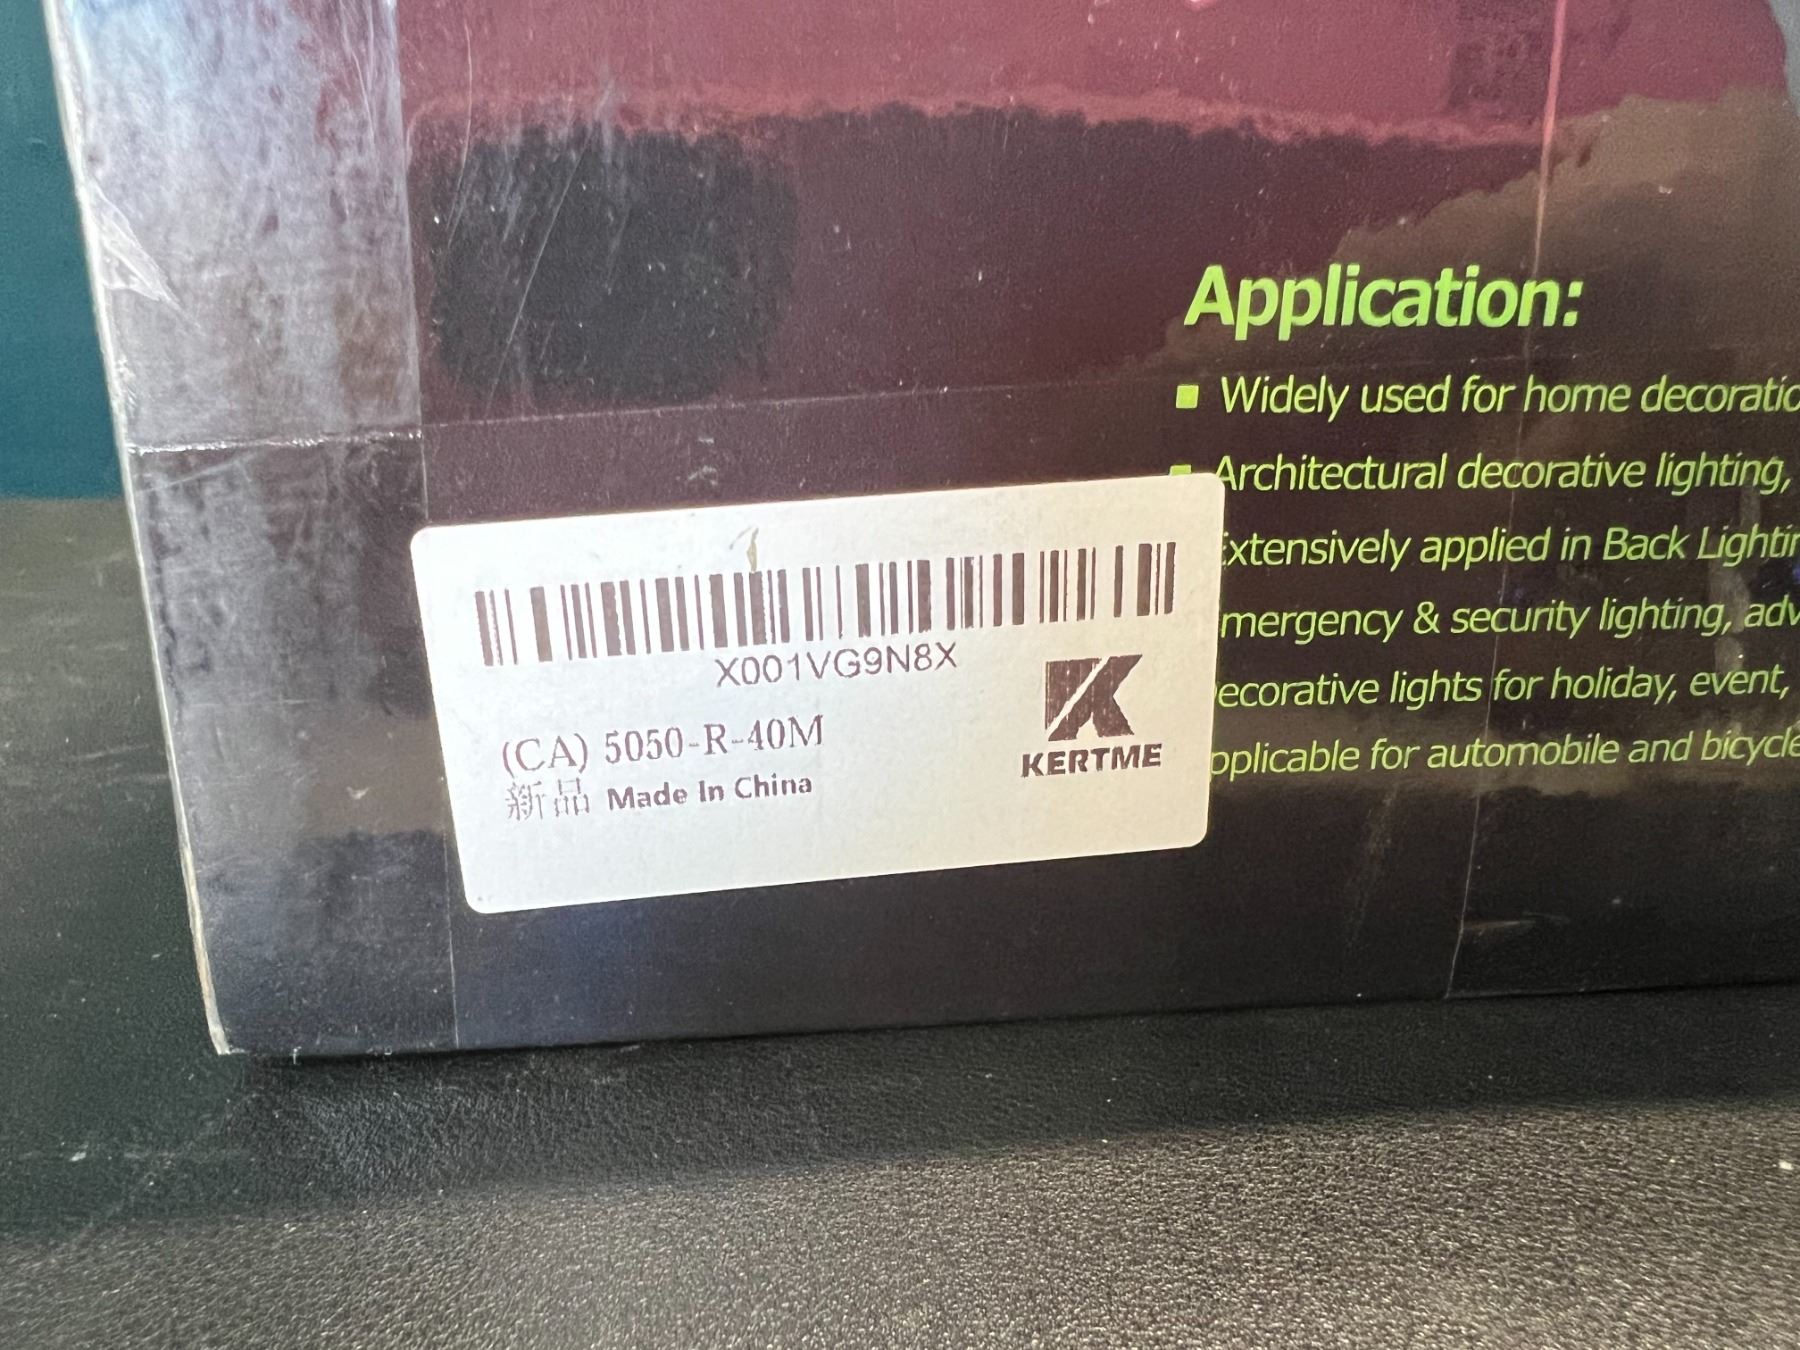 Application:
Widely used for home decoratio
Architectural decorative lighting,
xtensively applied in Back Lightin
mergency & security lighting, adv
ecorative lights for holiday, event,
pplicable for automobile and bicycle
X001VG9N8X
(CA) 5050-R-40M
新品 Made In China
KERTME